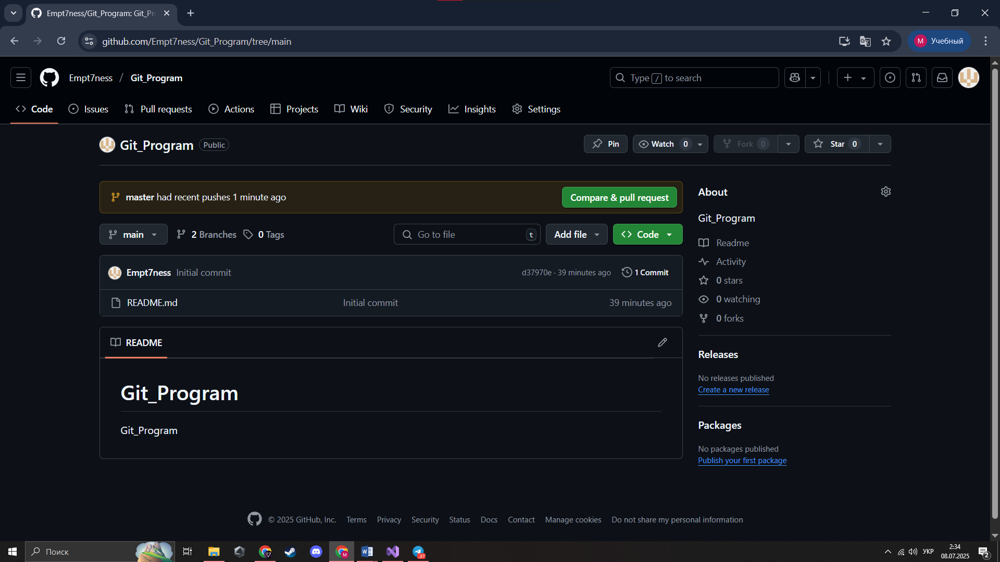 Empt7ness/Git_Program: Git_Pr
github.com/Empt7ness/Git_Program/tree/main
М Учебный
Empt7ness / Git_Program
Type / to search
Code Issues Pull requests Actions Projects Wiki Security Insights Settings
Git_Program Public
Pin Watch 0 Fork 0 Star 0
master had recent pushes 1 minute ago
Compare & pull request
main 2 Branches 0 Tags
Go to file t
Add file
Code
Empt7ness Initial commit d37970e · 39 minutes ago 1 Commit
README.md Initial commit 39 minutes ago
README
Git_Program
Git_Program
About
Git_Program
Readme
Activity
0 stars
0 watching
0 forks
Releases
No releases published
Create a new release
Packages
No packages published
Publish your first package
© 2025 GitHub, Inc. Terms Privacy Security Status Docs Contact Manage cookies Do not share my personal information
Поиск
M
W
.37
УКР
2:34
08.07.2025
2